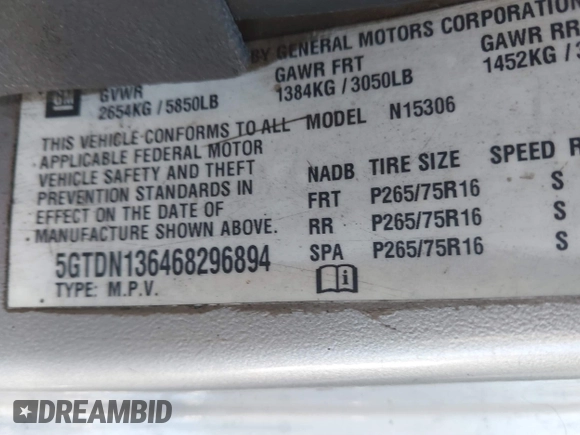 BY GENERAL MOTORS CORPORATION
GM GVWR GAWR FRT GAWR RR
2654KG / 5850LB 1384KG / 3050LB 1452KG /
THIS VEHICLE CONFORMS TO ALL MODEL N15306
APPLICABLE FEDERAL MOTOR
VEHICLE SAFETY AND THEFT NADB TIRE SIZE SPEED R
PREVENTION STANDARDS IN FRT P265/75R16 S
EFFECT ON THE DATE OF RR P265/75R16 S
MANUFACTURE SHOWN ABOVE. SPA P265/75R16 S
5GTDN136468296894
TYPE: M.P.V.
DREAMBID